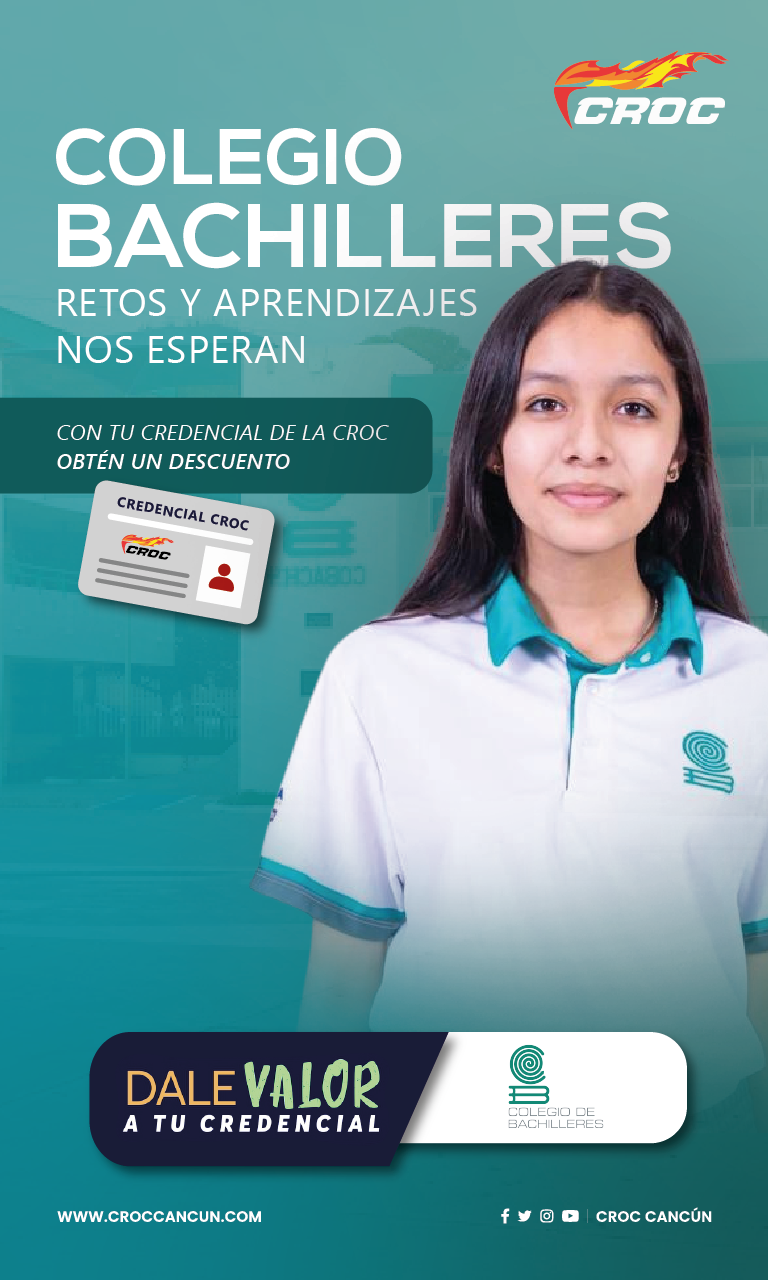 CROC
COLEGIO
BACHILLERES
RETOS Y APRENDIZAJES
NOS ESPERAN
CON TU CREDENCIAL DE LA CROC
OBTÉN UN DESCUENTO
CREDENCIAL CROC
CROC
DALE VALOR
A TU CREDENCIAL
COLEGIO DE
BACHILLERES
WWW.CROCCANCUN.COM
CROC CANCÚN